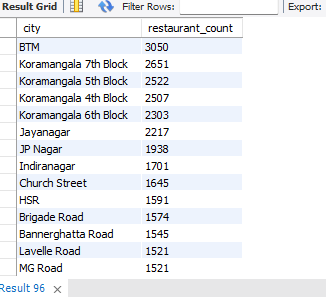 Result Grid Filter Rows: Export:
city restaurant_count
BTM 3050
Koramangala 7th Block 2651
Koramangala 5th Block 2522
Koramangala 4th Block 2507
Koramangala 6th Block 2303
Jayanagar 2217
JP Nagar 1938
Indiranagar 1701
Church Street 1645
HSR 1591
Brigade Road 1574
Bannerghatta Road 1545
Lavelle Road 1521
MG Road 1521
Result 96